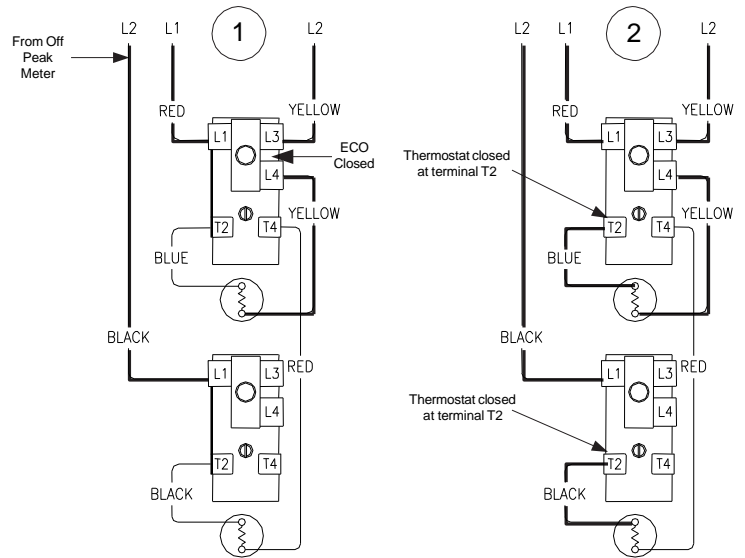 L2
L1
1
L2
From Off
Peak
Meter
RED
YELLOW
L1
L3
ECO
Closed
L4
T2
T4
YELLOW
BLUE
BLACK
RED
L1
L3
L4
T2
T4
BLACK
L2
L1
2
L2
RED
YELLOW
L1
L3
Thermostat closed
at terminal T2
L4
T2
T4
YELLOW
BLUE
BLACK
RED
L1
L3
Thermostat closed
at terminal T2
L4
T2
T4
BLACK